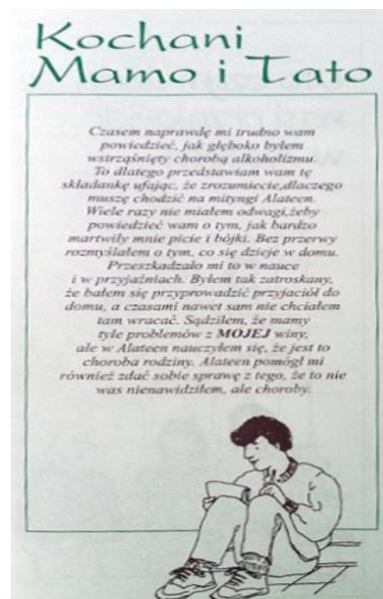 Kochani
Mamo i Tato
Czasem naprawdę mi trudno wam
powiedzieć, jak głęboko byłem
wstrząśnięty chorobą alkoholizmu.
To dlatego przedstawiam wam tę
składankę ufając, że zrozumiecie,dlaczego
muszę chodzić na mityngi Alateen.
Wiele razy nie miałem odwagi,żeby
powiedzieć wam o tym, jak bardzo
martwiły mnie picie i bójki. Bez przerwy
rozmyślałem o tym, co się dzieje w domu.
Przeszkadzało mi to w nauce
i w przyjaźniach. Byłem tak zatroskany,
że bałem się przyprowadzić przyjaciół do
domu, a czasami nawet sam nie chciałem
tam wracać. Sądziłem, że mamy
tyle problemów z MOJEJ winy,
ale w Alateen nauczyłem się, że jest to
choroba rodziny. Alateen pomógł mi
również zdać sobie sprawę z tego, że to nie
was nienawidziłem, ale choroby.